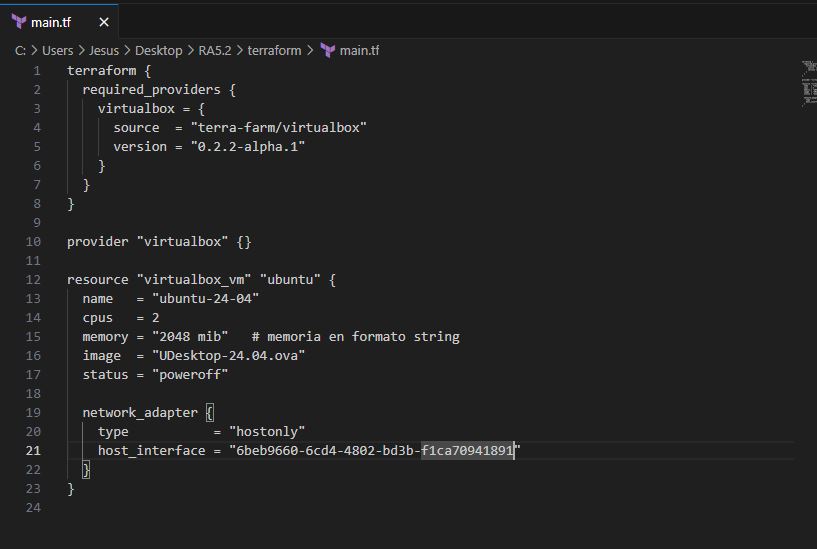 main.tf
C: > Users > Jesus > Desktop > RA5.2 > terraform > main.tf
1 terraform {
2   required_providers {
3     virtualbox = {
4       source  = "terra-farm/virtualbox"
5       version = "0.2.2-alpha.1"
6     }
7   }
8 }
9
10 provider "virtualbox" {}
11
12 resource "virtualbox_vm" "ubuntu" {
13   name   = "ubuntu-24-04"
14   cpus   = 2
15   memory = "2048 mib"   # memoria en formato string
16   image  = "UDesktop-24.04.ova"
17   status = "poweroff"
18
19   network_adapter {
20     type           = "hostonly"
21     host_interface = "6beb9660-6cd4-4802-bd3b-f1ca70941891"
22   }
23 }
24